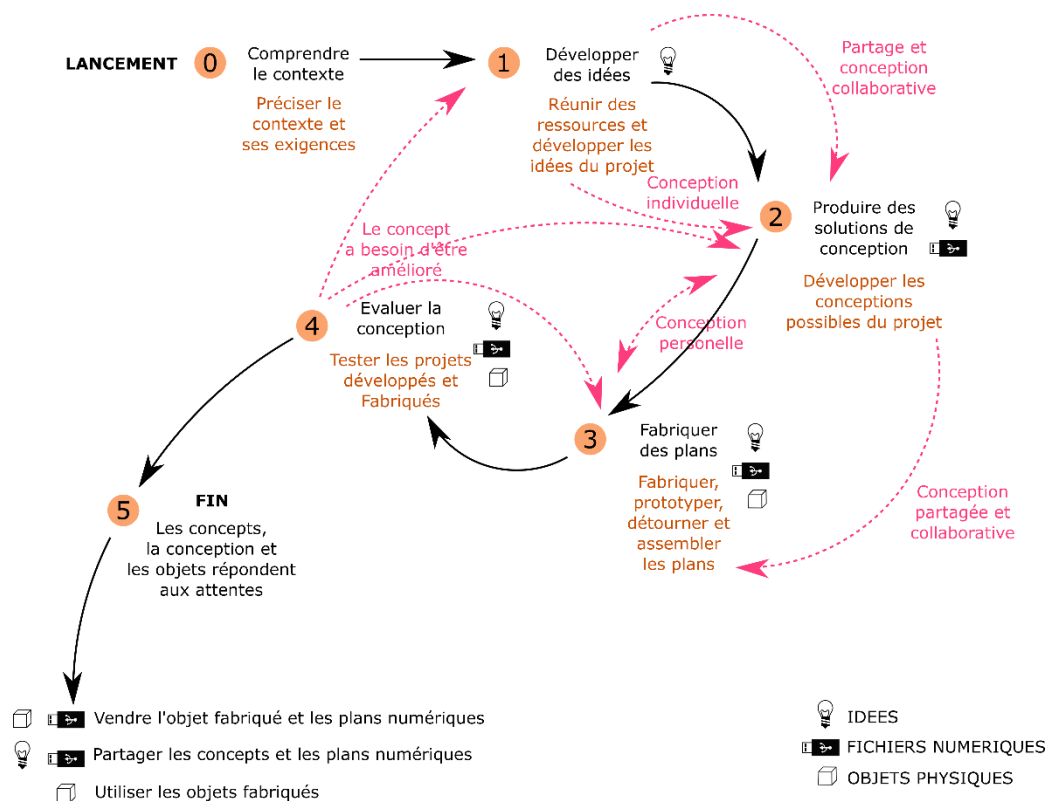 LANCEMENT 0
Comprendre
le contexte
Préciser le
contexte et
ses exigences
1
Développer
des idées
Réunir des
ressources et
développer les
idées du projet
Partage et
conception
collaborative
Conception
individuelle
2
Produire des
solutions de
conception
Développer les
conceptions
possibles du projet
Le concept
a besoin d'être
amélioré
4
Evaluer la
conception
Tester les projets
développés et
Fabriqués
Conception
personelle
3
Fabriquer
des plans
Fabriquer,
prototyper,
détourner et
assembler
les plans
Conception
partagée et
collaborative
5
FIN
Les concepts,
la conception et
les objets répondent
aux attentes
Vendre l'objet fabriqué et les plans numériques
Partager les concepts et les plans numériques
Utiliser les objets fabriqués
IDEES
FICHIERS NUMERIQUES
OBJETS PHYSIQUES